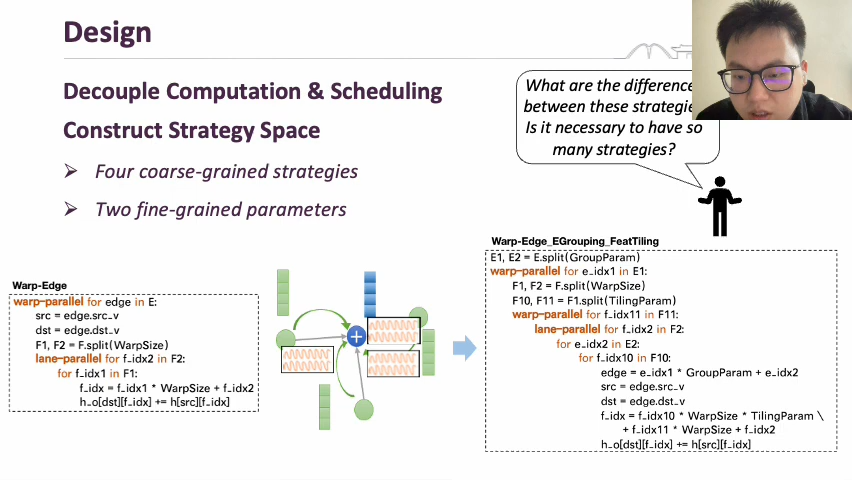 Design
Decouple Computation & Scheduling
Construct Strategy Space
Four coarse-grained strategies
Two fine-grained parameters
What are the difference
between these strategie
Is it necessary to have so
many strategies?
Warp-Edge
warp-parallel for edge in E:
src = edge.src_v
dst = edge.dst_v
F1, F2 = F.split(WarpSize)
lane-parallel for f_idx2 in F2:
for f_idx1 in F1:
f_idx = f_idx1 * WarpSize + f_idx2
h_o[dst][f_idx] += h[src][f_idx]
+
Warp-Edge_EGrouping_FeatTiling
E1, E2 = E.split(GroupParam)
warp-parallel for e_idx1 in E1:
F1, F2 = F.split(WarpSize)
F10, F11 = F1.split(TilingParam)
warp-parallel for f_idx11 in F11:
lane-parallel for f_idx2 in F2:
for e_idx2 in E2:
for f_idx10 in F10:
edge = e_idx1 * GroupParam + e_idx2
src = edge.src_v
dst = edge.dst_v
f_idx = f_idx10 * WarpSize * TilingParam \
+ f_idx11 * WarpSize + f_idx2
h_o[dst][f_idx] += h[src][f_idx]